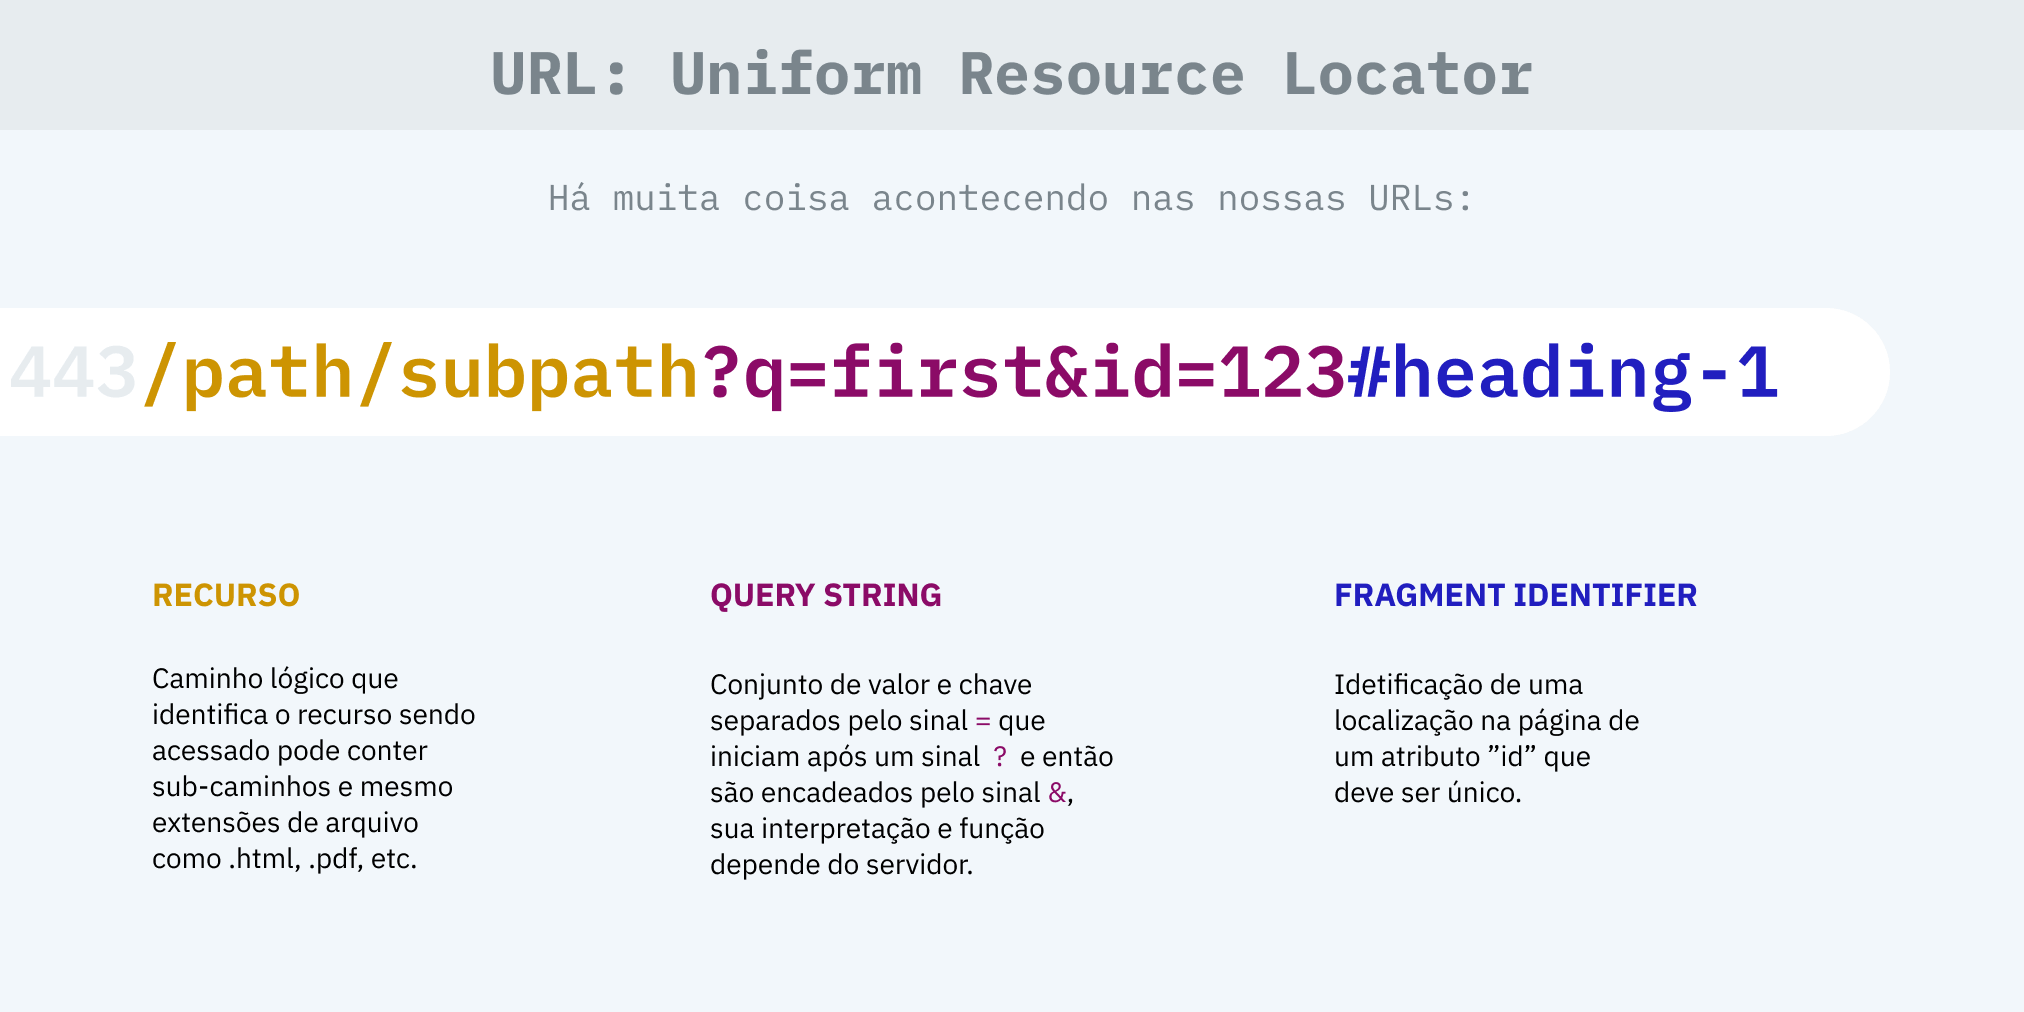 URL: Uniform Resource Locator
Há muita coisa acontecendo nas nossas URLs:
443/path/subpath?q=first&id=123#heading-1
RECURSO
Caminho lógico que
identifica o recurso sendo
acessado pode conter
sub-caminhos e mesmo
extensões de arquivo
como .html, .pdf, etc.
QUERY STRING
Conjunto de valor e chave
separados pelo sinal = que
iniciam após um sinal ? e então
são encadeados pelo sinal &,
sua interpretação e função
depende do servidor.
FRAGMENT IDENTIFIER
Idetificação de uma
localização na página de
um atributo ”id” que
deve ser único.